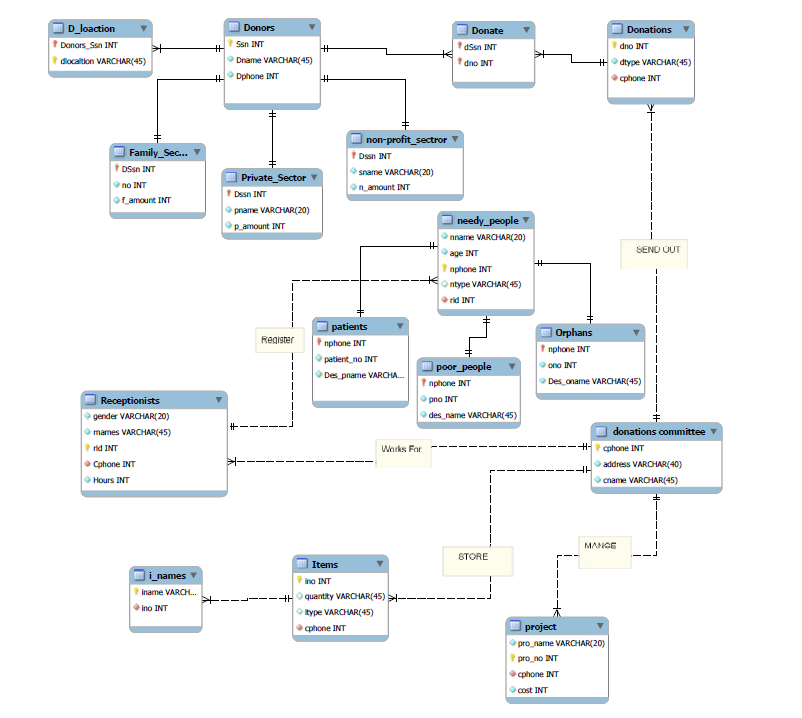 D_loaction
Donors_Ssn INT
dlocaltion VARCHAR(45)
Donors
Ssn INT
Dname VARCHAR(45)
Dphone INT
Donate
dSsn INT
dno INT
Donations
dno INT
dtype VARCHAR(45)
cphone INT
Family_Sec...
DSsn INT
no INT
f_amount INT
Private_Sector
Dssn INT
pname VARCHAR(20)
p_amount INT
non-profit_sectror
Dssn INT
sname VARCHAR(20)
n_amount INT
needy_people
nname VARCHAR(20)
age INT
nphone INT
ntype VARCHAR(45)
rid INT
SEND OUT
Register
patients
nphone INT
patient_no INT
Des_pname VARCHA...
poor_people
nphone INT
pno INT
des_name VARCHAR(45)
Orphans
nphone INT
ono INT
Des_oname VARCHAR(45)
Receptionists
gender VARCHAR(20)
rnames VARCHAR(45)
rid INT
Cphone INT
Hours INT
Works For
donations committee
cphone INT
address VARCHAR(40)
cname VARCHAR(45)
STORE
MANGE
i_names
iname VARCH...
ino INT
Items
ino INT
quantity VARCHAR(45)
itype VARCHAR(45)
cphone INT
project
pro_name VARCHAR(20)
pro_no INT
cphone INT
cost INT